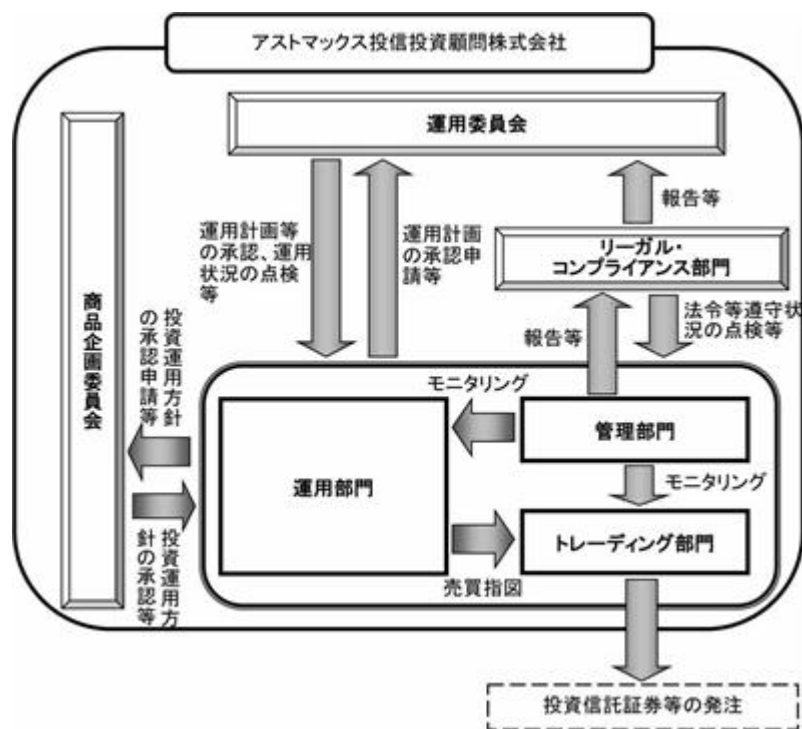 アストマックス投信投資顧問株式会社
運用委員会
報告等
運用計画等
の承認、運用
状況の点検
等
運用計画
の承認申
請等
リーガル・
コンプライアンス部門
商品企画委員会
投資運用方針
の承認申請等
報告等
法令等遵守状
況の点検等
モニタリング
管理部門
運用部門
モニタリング
トレーディング部門
投資運用方
針の承認等
売買指図
投資信託証券等の発注